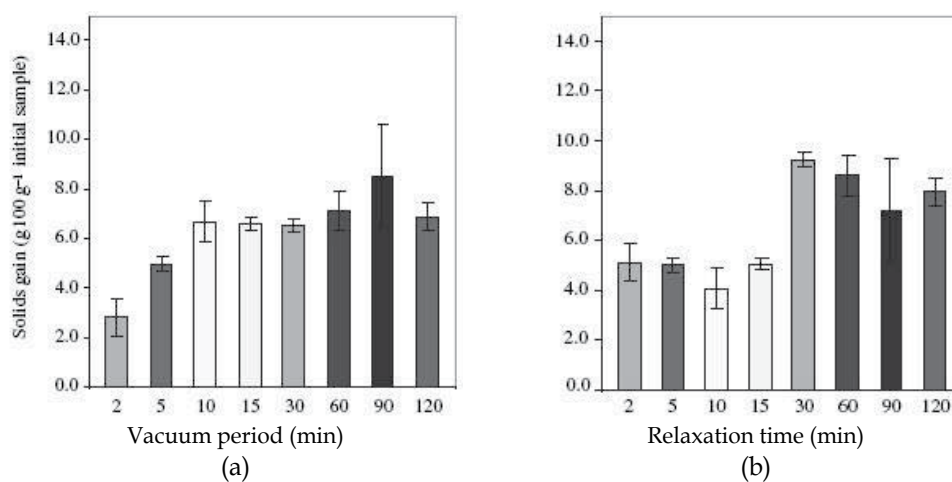 Solids gain (g 100 g⁻¹ initial sample)
14.0
12.0
10.0
8.0
6.0
4.0
2.0
0.0
2 5 10 15 30 60 90 120
Vacuum period (min)
(a)
14.0
12.0
10.0
8.0
6.0
4.0
2.0
0.0
2 5 10 15 30 60 90 120
Relaxation time (min)
(b)